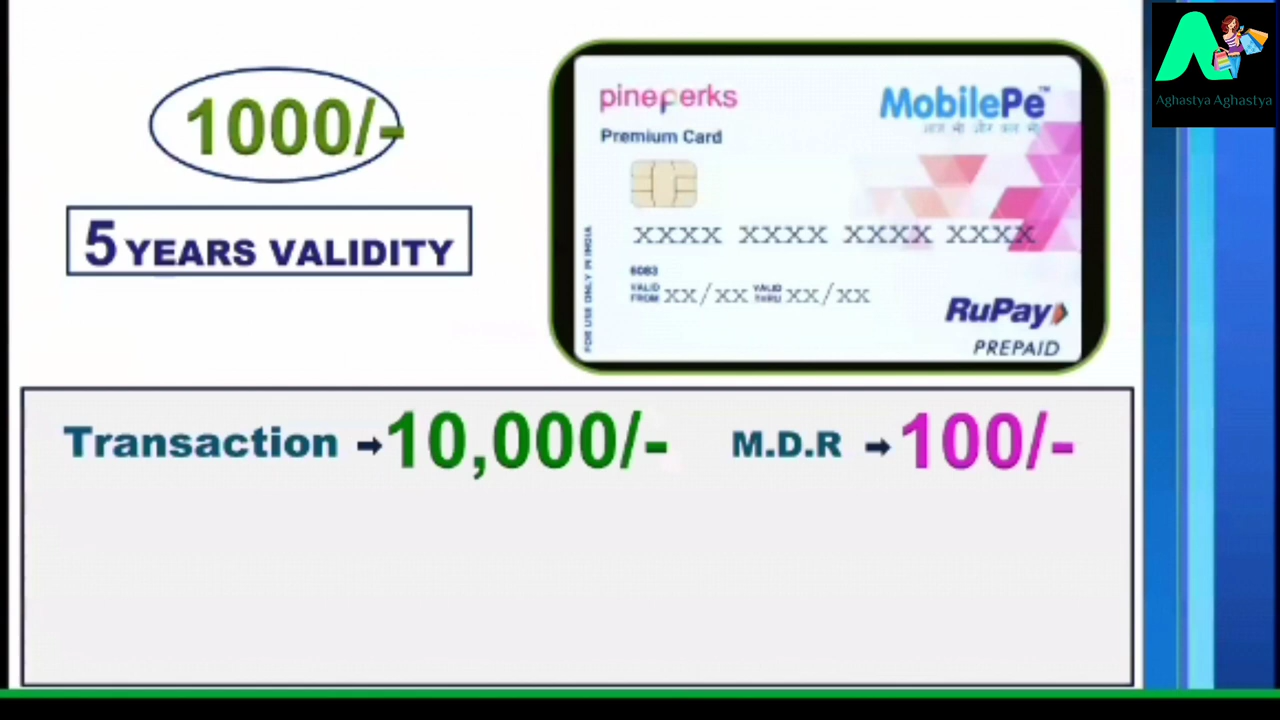 Aghastya Aghastya
1000/-
5 YEARS VALIDITY
pineperks
MobilePe™
Premium Card
FOR USE ONLY IN INDIA
XXXX XXXX XXXX XXXX
6083
VALID FROM XX/XX VALID THRU XX/XX
RuPay
PREPAID
Transaction → 10,000/- M.D.R → 100/-